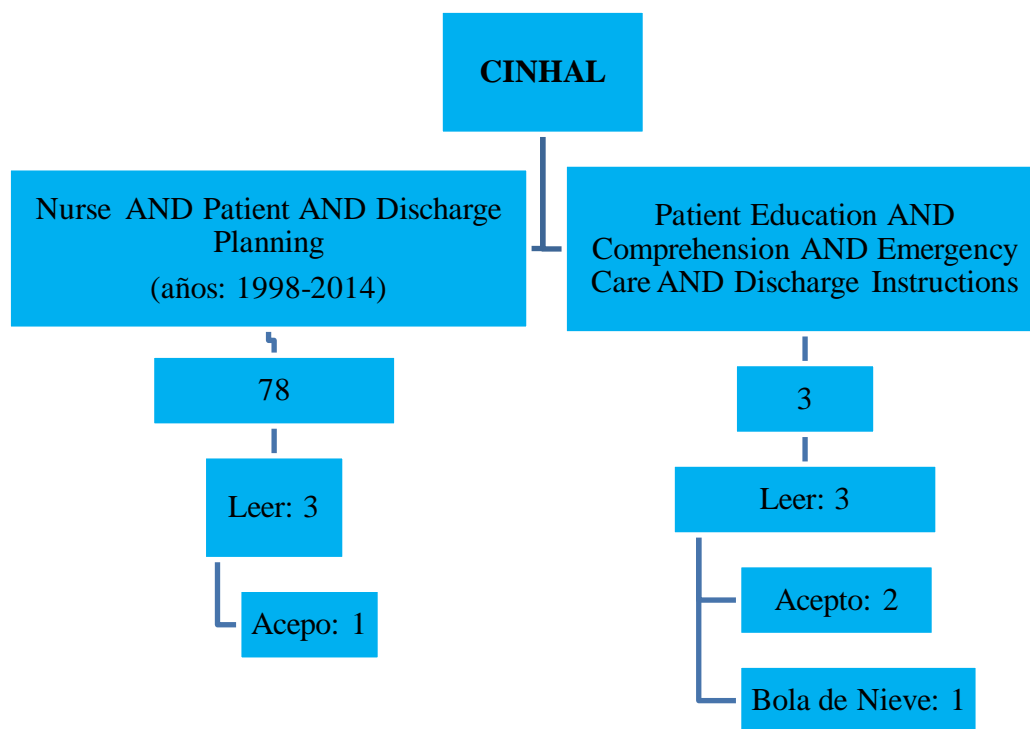 CINHAL
Nurse AND Patient AND Discharge
Planning
(años: 1998-2014)
78
Leer: 3
Acepo: 1
Patient Education AND
Comprehension AND Emergency
Care AND Discharge Instructions
3
Leer: 3
Acepto: 2
Bola de Nieve: 1